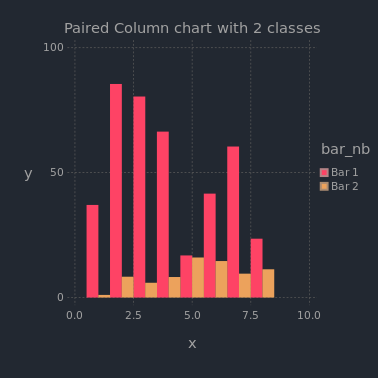 Paired Column chart with 2 classes
100
50
0
y
0.0 2.5 5.0 7.5 10.0
x
bar_nb
Bar 1
Bar 2